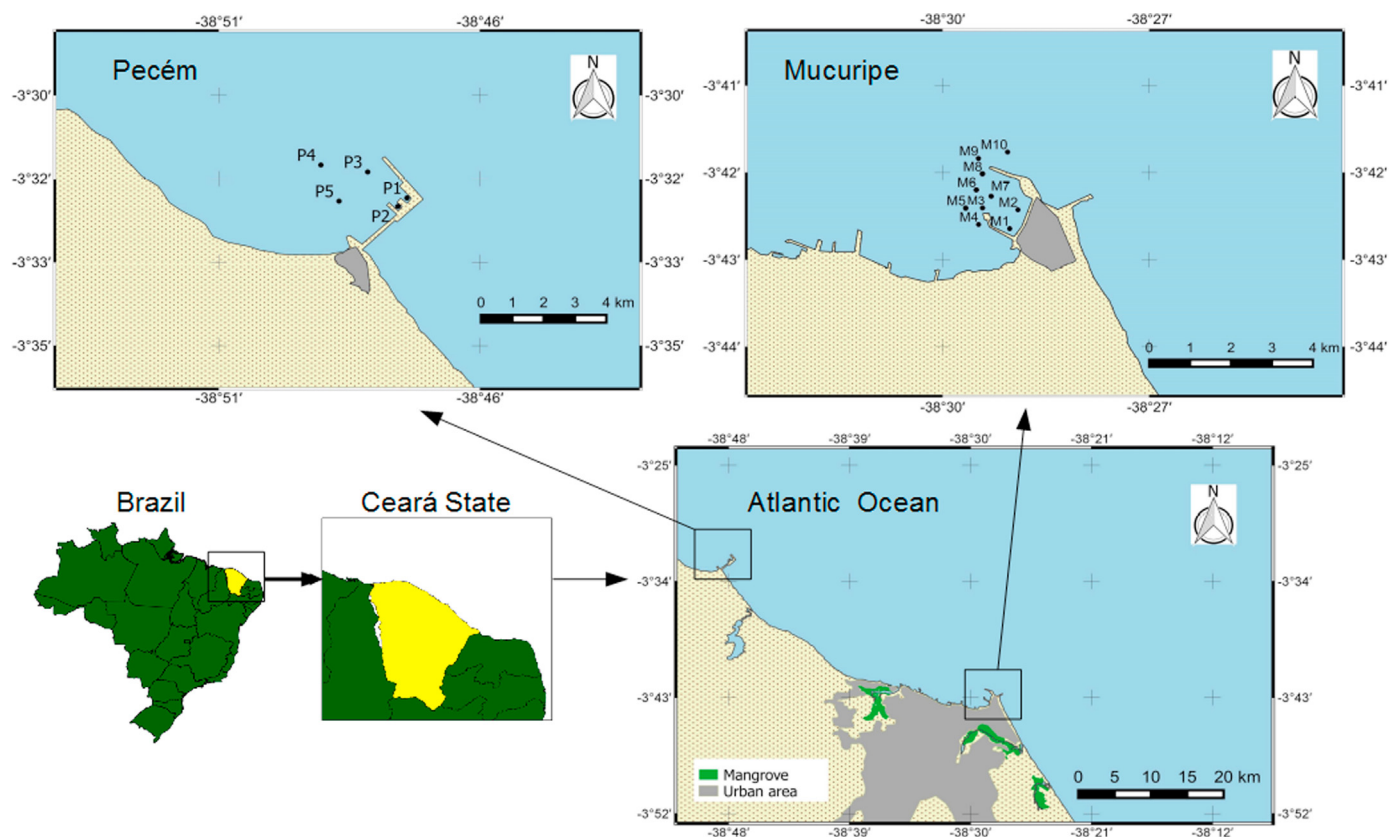 -38°51′ -38°46′
Pecém
N
-3°30′ -3°30′
P4 P3
-3°32′ P5 P1 -3°32′
P2
-3°33′ -3°33′
0 1 2 3 4 km
-3°35′ -3°35′
-38°51′ -38°46′
-38°30′ -38°27′
Mucuripe
N
-3°41′ -3°41′
M9 M10
M8
-3°42′ -3°42′
M6 M7
M5 M3 M2
M4 M1
-3°43′ -3°43′
-3°44′ -3°44′
0 1 2 3 4 km
-38°30′ -38°27′
Brazil
Ceará State
-38°48′ -38°39′ -38°30′ -38°21′ -38°12′
-3°25′ -3°25′
Atlantic Ocean
N
-3°34′ -3°34′
-3°43′ -3°43′
Mangrove
Urban area
0 5 10 15 20 km
-3°52′ -3°52′
-38°48′ -38°39′ -38°30′ -38°21′ -38°12′